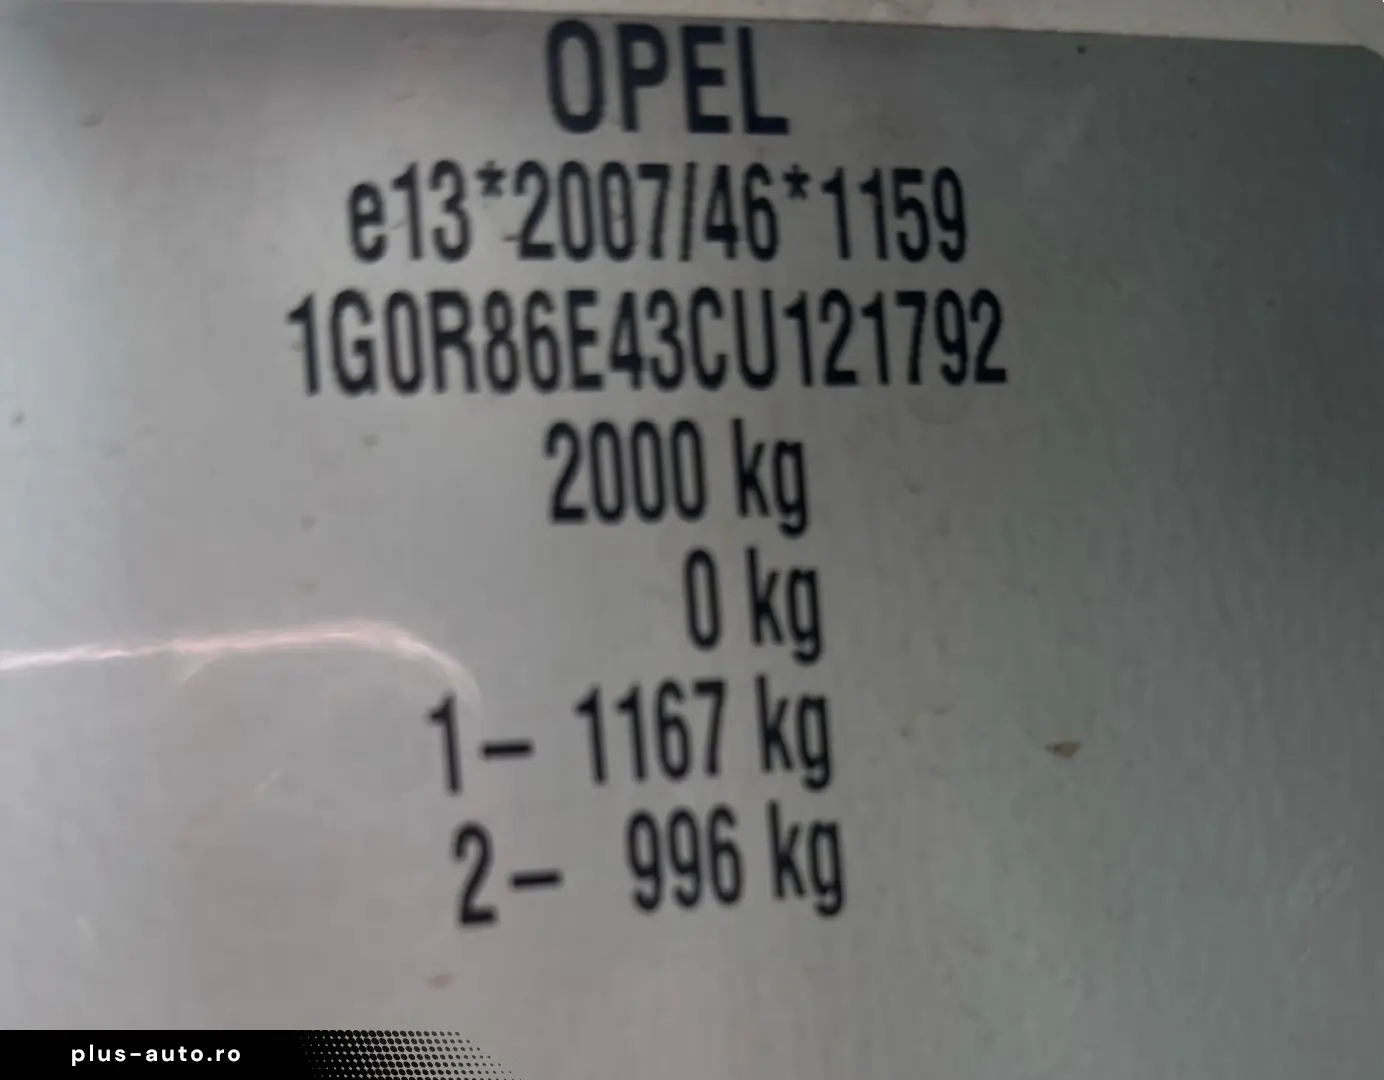 OPEL
e13*2007/46*1159
1G0R86E43CU121792
2000 kg
0 kg
1- 1167 kg
2- 996 kg
plus-auto.ro